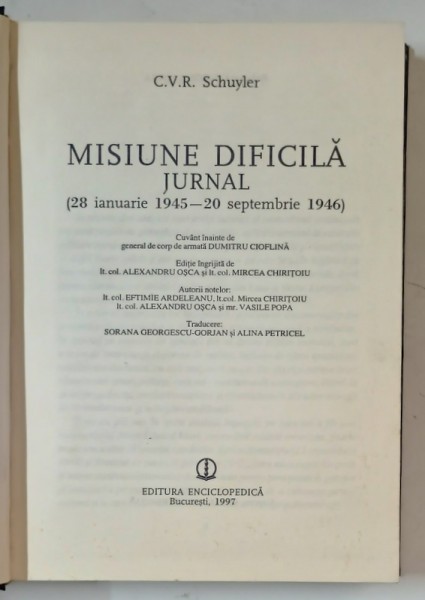 C.V.R. Schuyler
MISIUNE DIFICILĂ
JURNAL
(28 ianuarie 1945—20 septembrie 1946)
Cuvânt înainte de
general de corp de armată DUMITRU CIOFLINĂ
Ediție îngrijită de
lt. col. ALEXANDRU OȘCA și lt. col. MIRCEA CHIRIȚOIU
Autorii notelor:
lt. col. EFTIMIE ARDELEANU, lt.col. Mircea CHIRIȚOIU
lt. col. ALEXANDRU OȘCA și mr. VASILE POPA
Traducere:
SORANA GEORGESCU-GORJAN și ALINA PETRICEL
EDITURA ENCICLOPEDICĂ
București, 1997